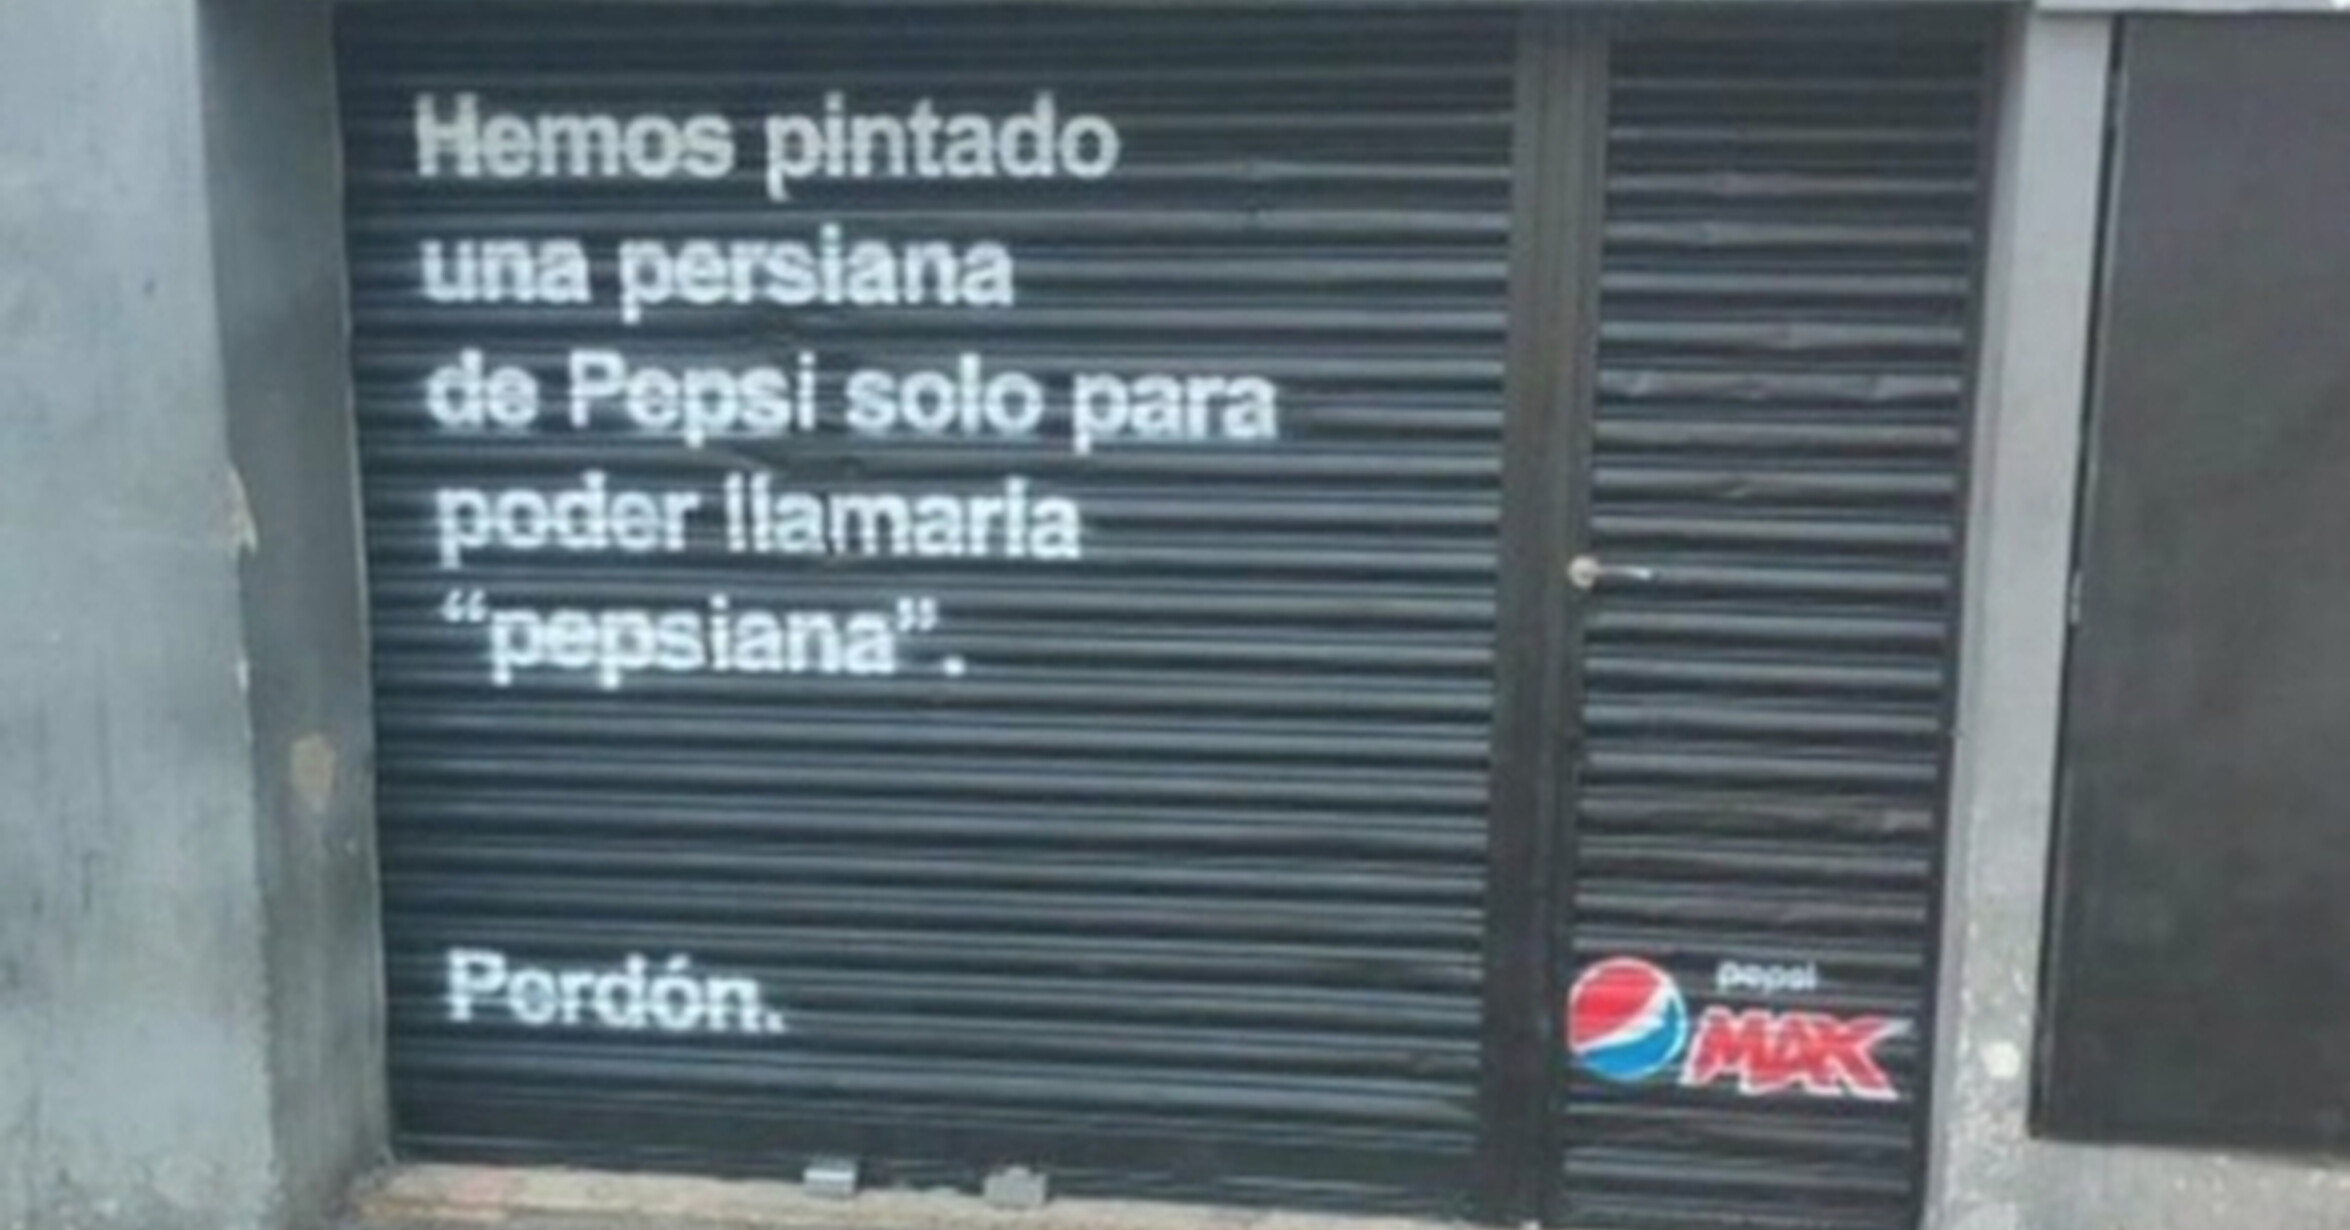 Hemos pintado
una persiana
de Pepsi solo para
poder llamarla
“pepsiana”.
Perdón.
pepsi
MAX